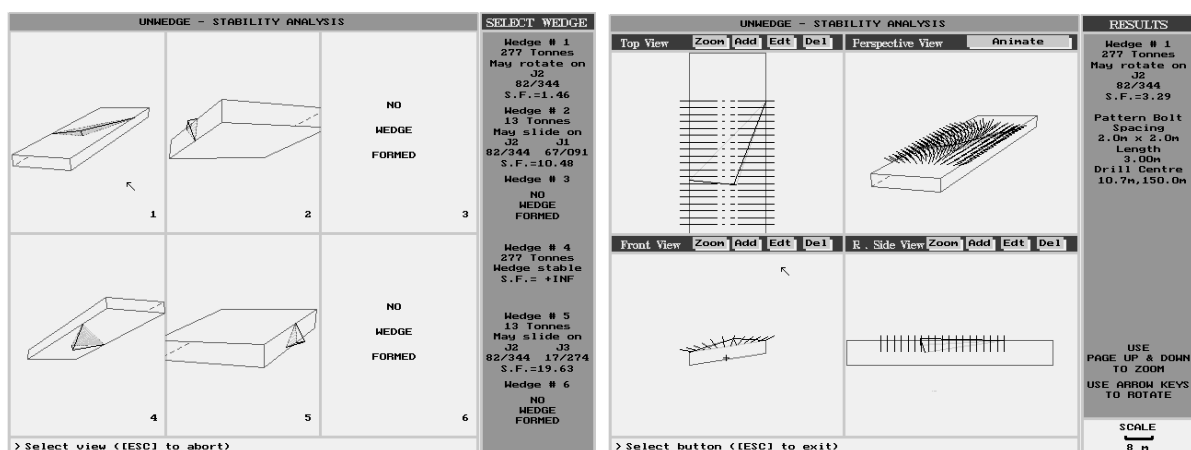 UNWEDGE - STABILITY ANALYSIS
SELECT WEDGE
1
2
NO
WEDGE
FORMED
3
4
5
NO
WEDGE
FORMED
6
Wedge # 1
277 Tonnes
May rotate on
J2
82/344
S.F.=1.46
Wedge # 2
13 Tonnes
May slide on
J2 J1
82/344 67/091
S.F.=10.48
Wedge # 3
NO
WEDGE
FORMED
Wedge # 4
277 Tonnes
Wedge stable
S.F.= +INF
Wedge # 5
13 Tonnes
May slide on
J2 J3
82/344 17/274
S.F.=19.63
Wedge # 6
NO
WEDGE
FORMED
>Select view ([ESC] to abort)
UNWEDGE - STABILITY ANALYSIS
RESULTS
Top View Zoom Add Edt Del
Perspective View Animate
Front View Zoom Add Edt Del
R. Side View Zoom Add Edt Del
Wedge # 1
277 Tonnes
May rotate on
J2
82/344
S.F.=3.29
Pattern Bolt
Spacing
2.0m x 2.0m
Length
3.00m
Drill Centre
10.7m,150.0m
USE
PAGE UP & DOWN
TO ZOOM
USE ARROW KEYS
TO ROTATE
SCALE
8 m
>Select button ([ESC] to exit)